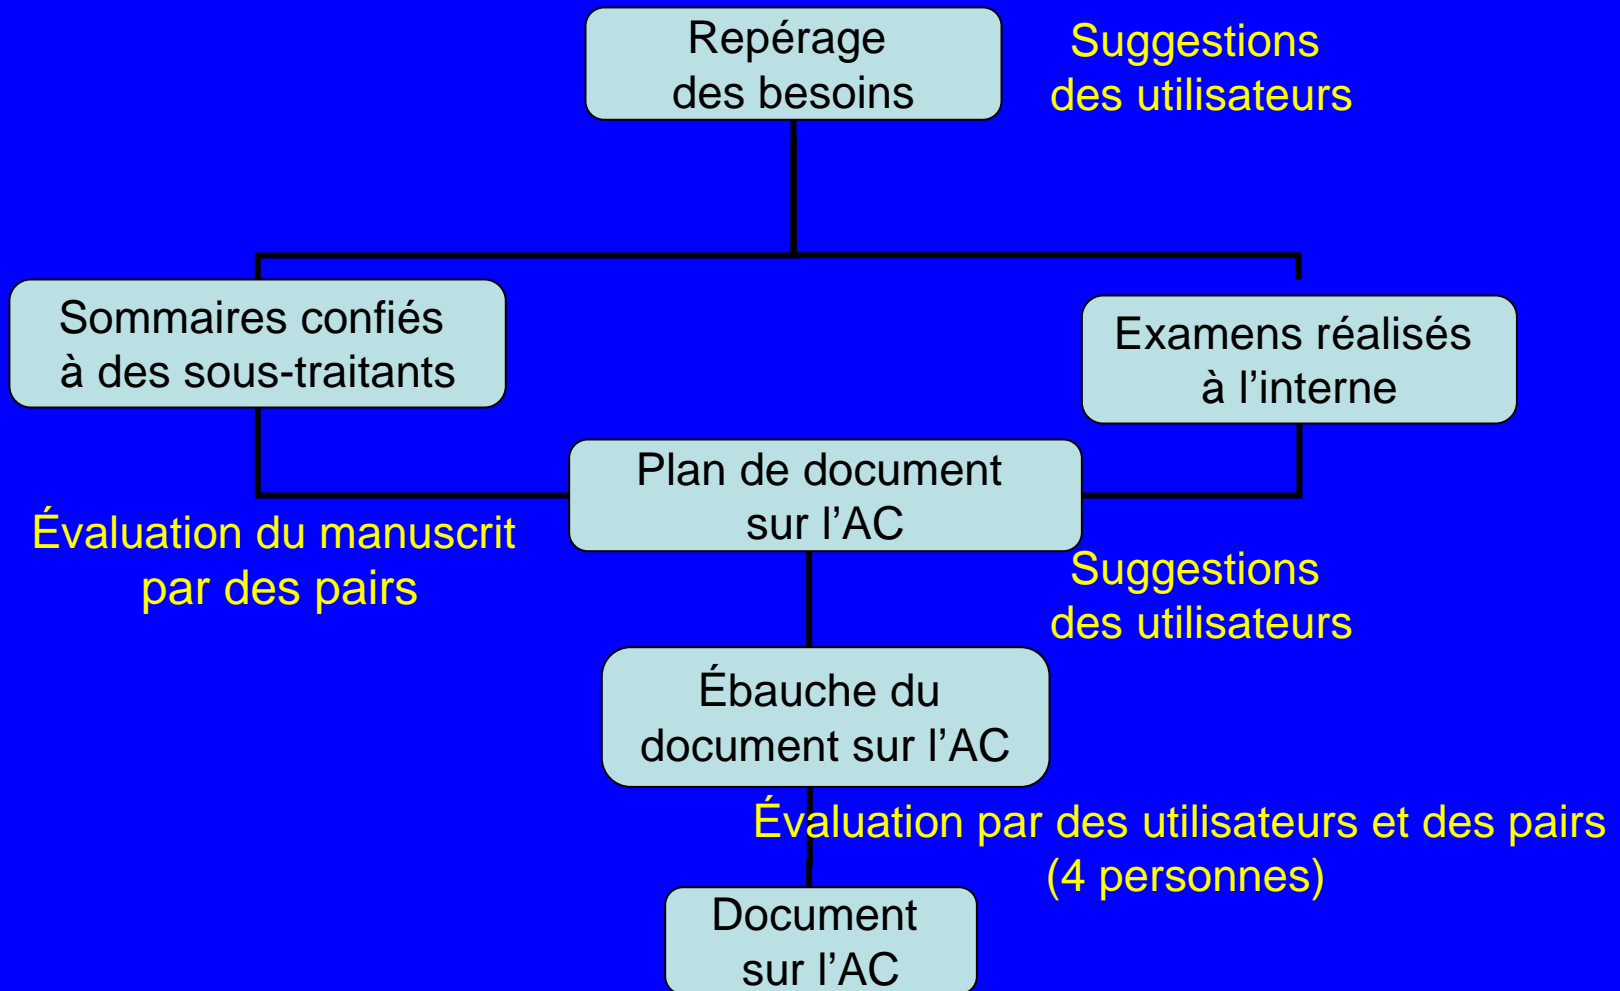 Repérage
des besoins
Suggestions
des utilisateurs
Sommaires confiés
à des sous-traitants
Examens réalisés
à l’interne
Plan de document
sur l’AC
Évaluation du manuscrit
par des pairs
Suggestions
des utilisateurs
Ébauche du
document sur l’AC
Évaluation par des utilisateurs et des pairs
(4 personnes)
Document
sur l’AC